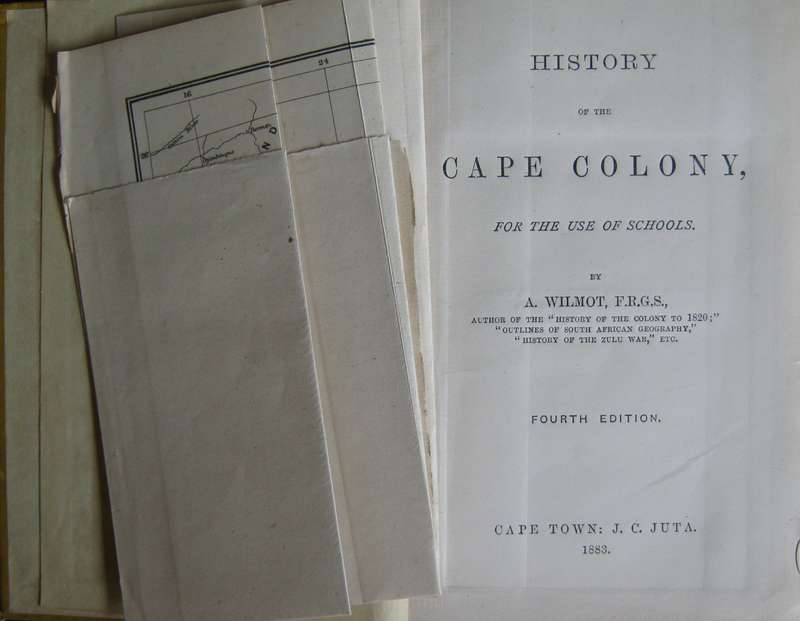 16
24
N D
HISTORY
OF THE
CAPE COLONY,
FOR THE USE OF SCHOOLS.
BY
A. WILMOT, F.R.G.S.,
AUTHOR OF THE "HISTORY OF THE COLONY TO 1820;"
"OUTLINES OF SOUTH AFRICAN GEOGRAPHY,"
"HISTORY OF THE ZULU WAR," ETC.
FOURTH EDITION.
CAPE TOWN: J. C. JUTA.
1883.